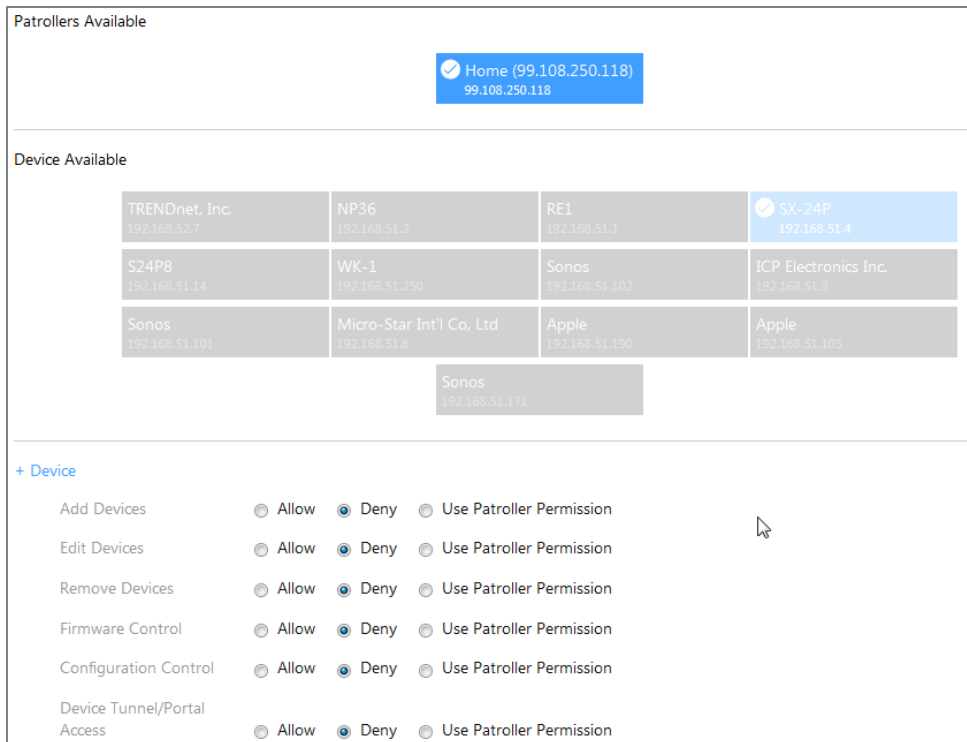 Patrollers Available
Home (99.108.250.118)
99.108.250.118
Device Available
TRENDnet, Inc. NP36 RE1 SX-24P
192.168.52.7 192.168.51.2 192.168.51.1 192.168.51.4
S24P8 WK-1 Sonos ICP Electronics Inc.
192.168.51.14 192.168.51.250 192.168.51.102 192.168.51.3
Sonos Micro-Star Int'l Co, Ltd Apple Apple
192.168.51.101 192.168.51.6 192.168.51.190 192.168.51.105
Sonos
192.168.51.171
+ Device
Add Devices Allow Deny Use Patroller Permission
Edit Devices Allow Deny Use Patroller Permission
Remove Devices Allow Deny Use Patroller Permission
Firmware Control Allow Deny Use Patroller Permission
Configuration Control Allow Deny Use Patroller Permission
Device Tunnel/Portal
Access Allow Deny Use Patroller Permission